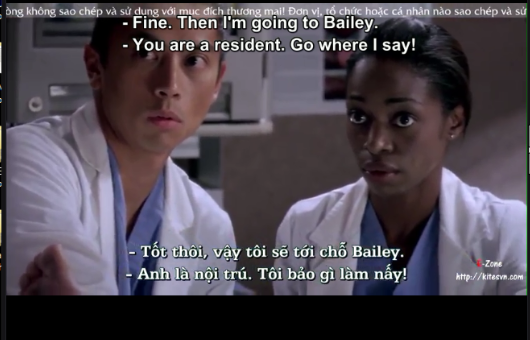 òng không sao chép và sử dụng với mục đích thương mại! Đơn vị, tổ chức hoặc cá nhân nào sao chép và sử
- Fine. Then I'm going to Bailey.
- You are a resident. Go where I say!
- Tốt thôi, vậy tôi sẽ tới chỗ Bailey.
- Anh là nội trú. Tôi bảo gì làm nấy!
K-Zone
http://kitesvn.com